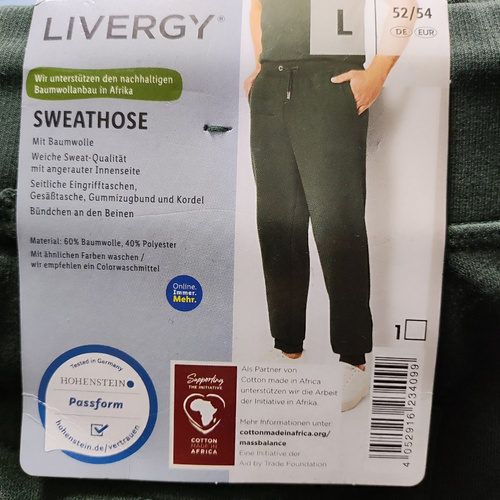 LIVERGY®
L
52/54
DE EUR
Wir unterstützen den nachhaltigen
Baumwollanbau in Afrika
SWEATHOSE
Mit Baumwolle
Weiche Sweat-Qualität
mit angerauter Innenseite
Seitliche Eingrifftaschen,
Gesäßtasche, Gummizugbund und Kordel
Bündchen an den Beinen
Material: 60% Baumwolle, 40% Polyester
Mit ähnlichen Farben waschen /
wir empfehlen ein Colorwaschmittel
Online.
Immer.
Mehr.
1
Tested in Germany
HOHENSTEIN
Passform
hohenstein.de/vertrauen
Supporting
THE INITIATIVE
COTTON
MADE IN
AFRICA
Als Partner von
Cotton made in Africa
unterstützen wir die Arbeit
der Initiative in Afrika.
Mehr Informationen unter
cottonmadeinafrica.org/
massbalance
Eine Initiative der
Aid by Trade Foundation
4 052916 234099